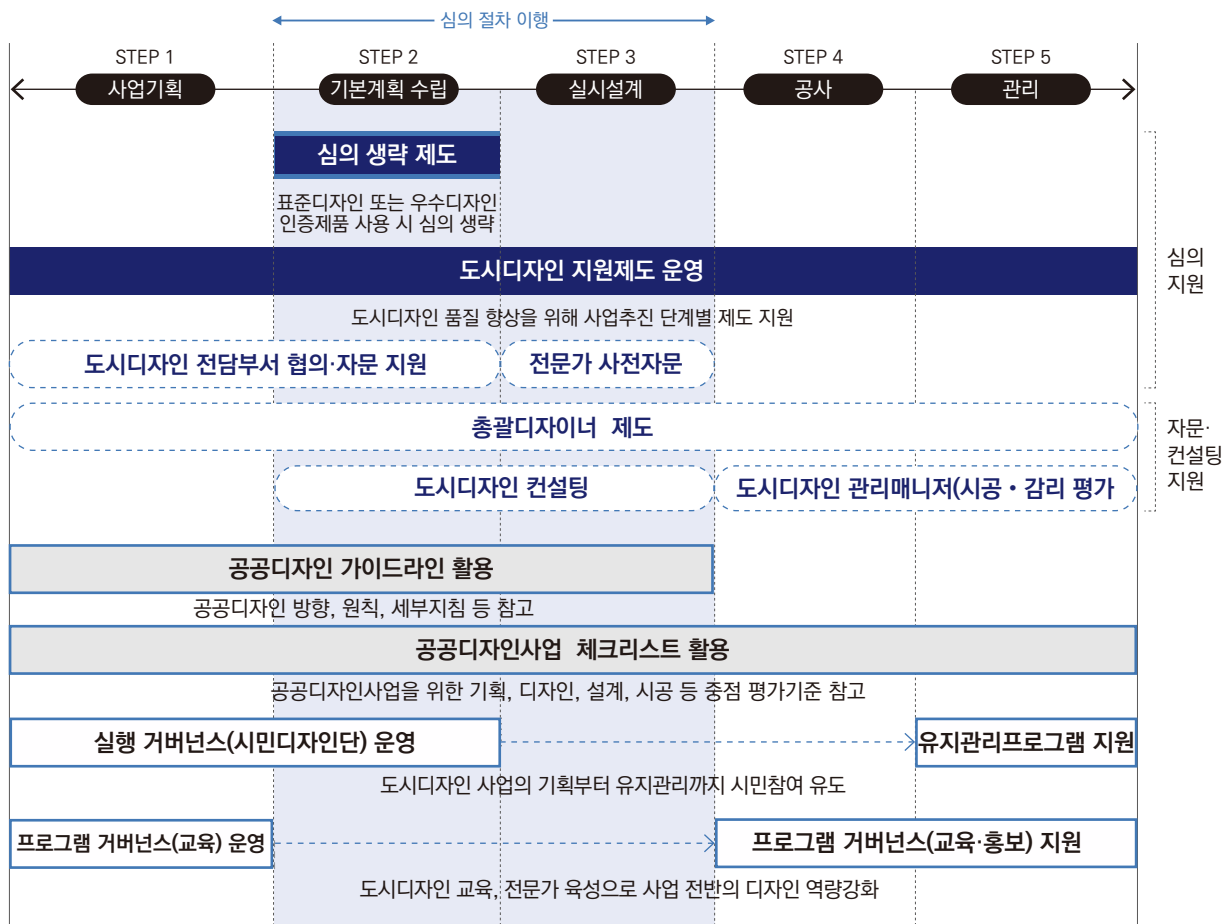 심의 절차 이행
STEP 1
STEP 2
STEP 3
STEP 4
STEP 5
사업기획
기본계획 수립
실시설계
공사
관리
심의 생략 제도
표준디자인 또는 우수디자인
인증제품 사용 시 심의 생략
도시디자인 지원제도 운영
심의
지원
도시디자인 품질 향상을 위해 사업추진 단계별 제도 지원
도시디자인 전담부서 협의·자문 지원
전문가 사전자문
총괄디자이너 제도
자문·
컨설팅
지원
도시디자인 컨설팅
도시디자인 관리매니저(시공・감리 평가
공공디자인 가이드라인 활용
공공디자인 방향, 원칙, 세부지침 등 참고
공공디자인사업 체크리스트 활용
공공디자인사업을 위한 기획, 디자인, 설계, 시공 등 중점 평가기준 참고
실행 거버넌스(시민디자인단) 운영
유지관리프로그램 지원
도시디자인 사업의 기획부터 유지관리까지 시민참여 유도
프로그램 거버넌스(교육) 운영
프로그램 거버넌스(교육·홍보) 지원
도시디자인 교육, 전문가 육성으로 사업 전반의 디자인 역량강화